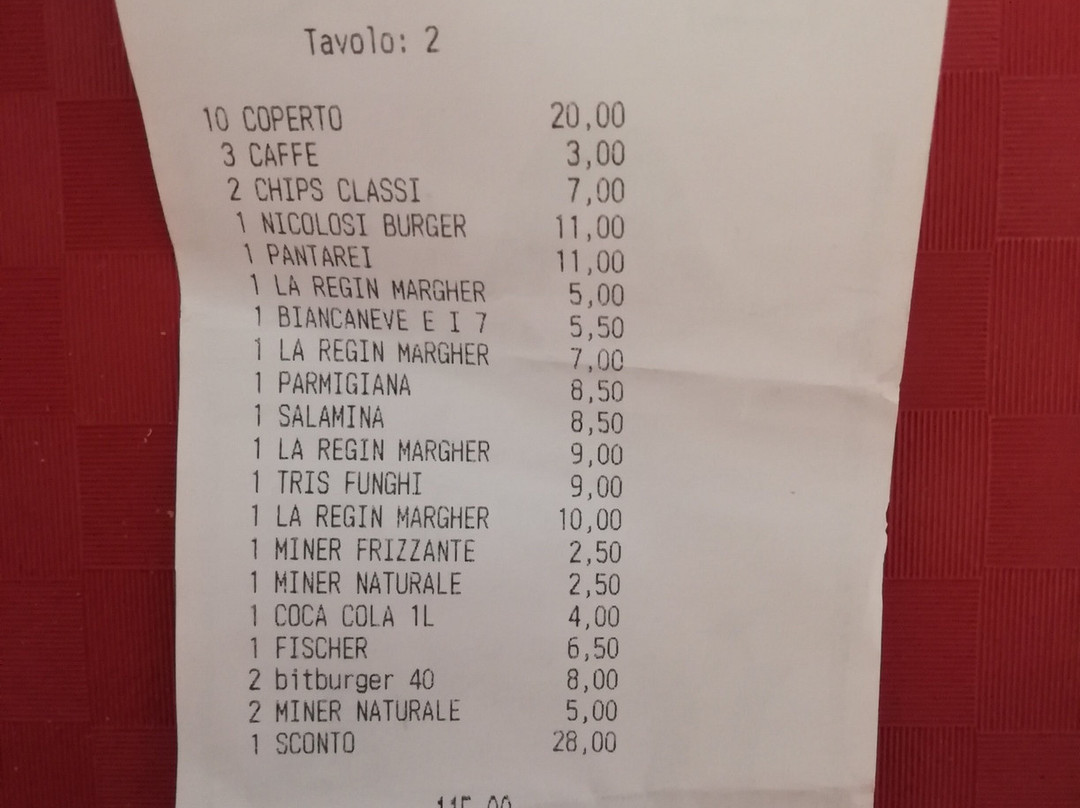 Tavolo: 2
10 COPERTO 20,00
3 CAFFE 3,00
2 CHIPS CLASSI 7,00
1 NICOLOSI BURGER 11,00
1 PANTAREI 11,00
1 LA REGIN MARGHER 5,00
1 BIANCANEVE E I 7 5,50
1 LA REGIN MARGHER 7,00
1 PARMIGIANA 8,50
1 SALAMINA 8,50
1 LA REGIN MARGHER 9,00
1 TRIS FUNGHI 9,00
1 LA REGIN MARGHER 10,00
1 MINER FRIZZANTE 2,50
1 MINER NATURALE 2,50
1 COCA COLA 1L 4,00
1 FISCHER 6,50
2 bitburger 40 8,00
2 MINER NATURALE 5,00
1 SCONTO 28,00